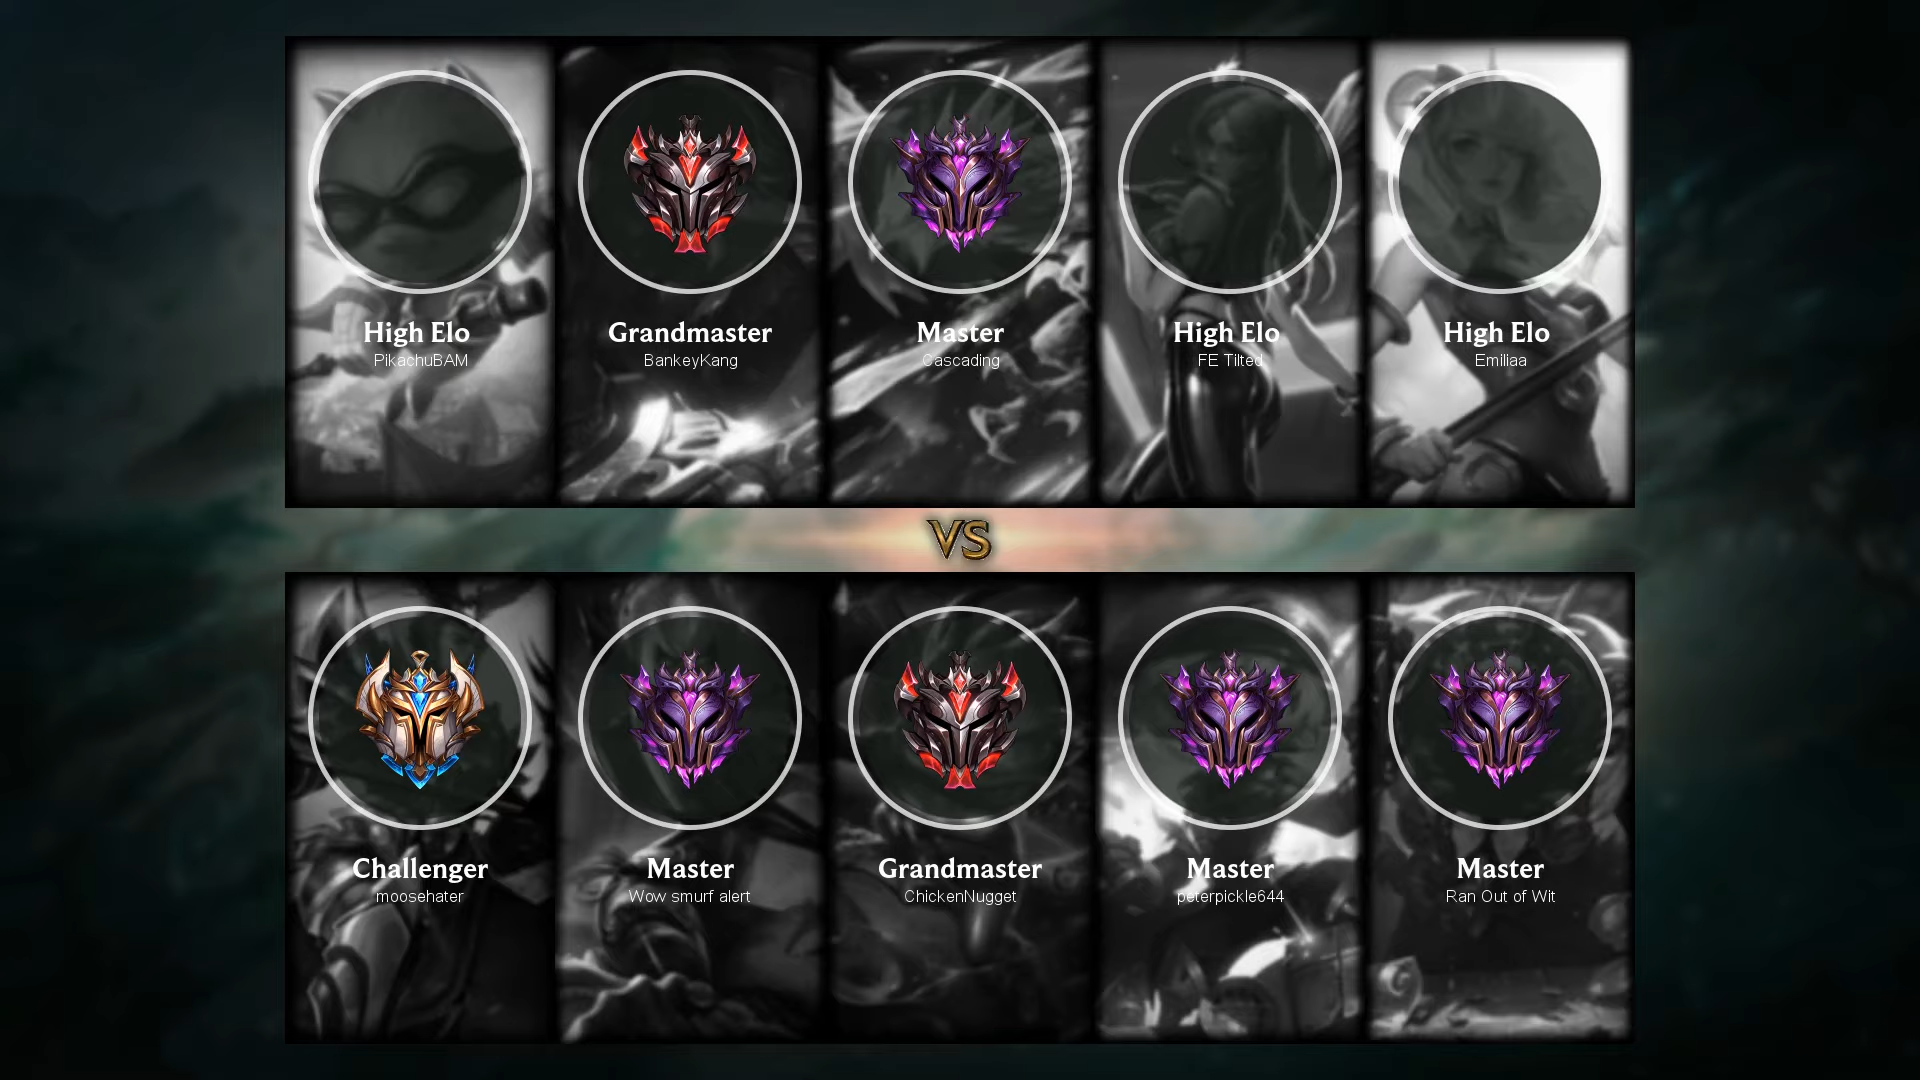 High Elo
PikachuBAM
Grandmaster
BankeyKang
Master
Cascading
High Elo
FE Tilted
High Elo
Emiliaa
VS
Challenger
moosehater
Master
Wow smurf alert
Grandmaster
ChickenNugget
Master
peterpickle644
Master
Ran Out of Wit